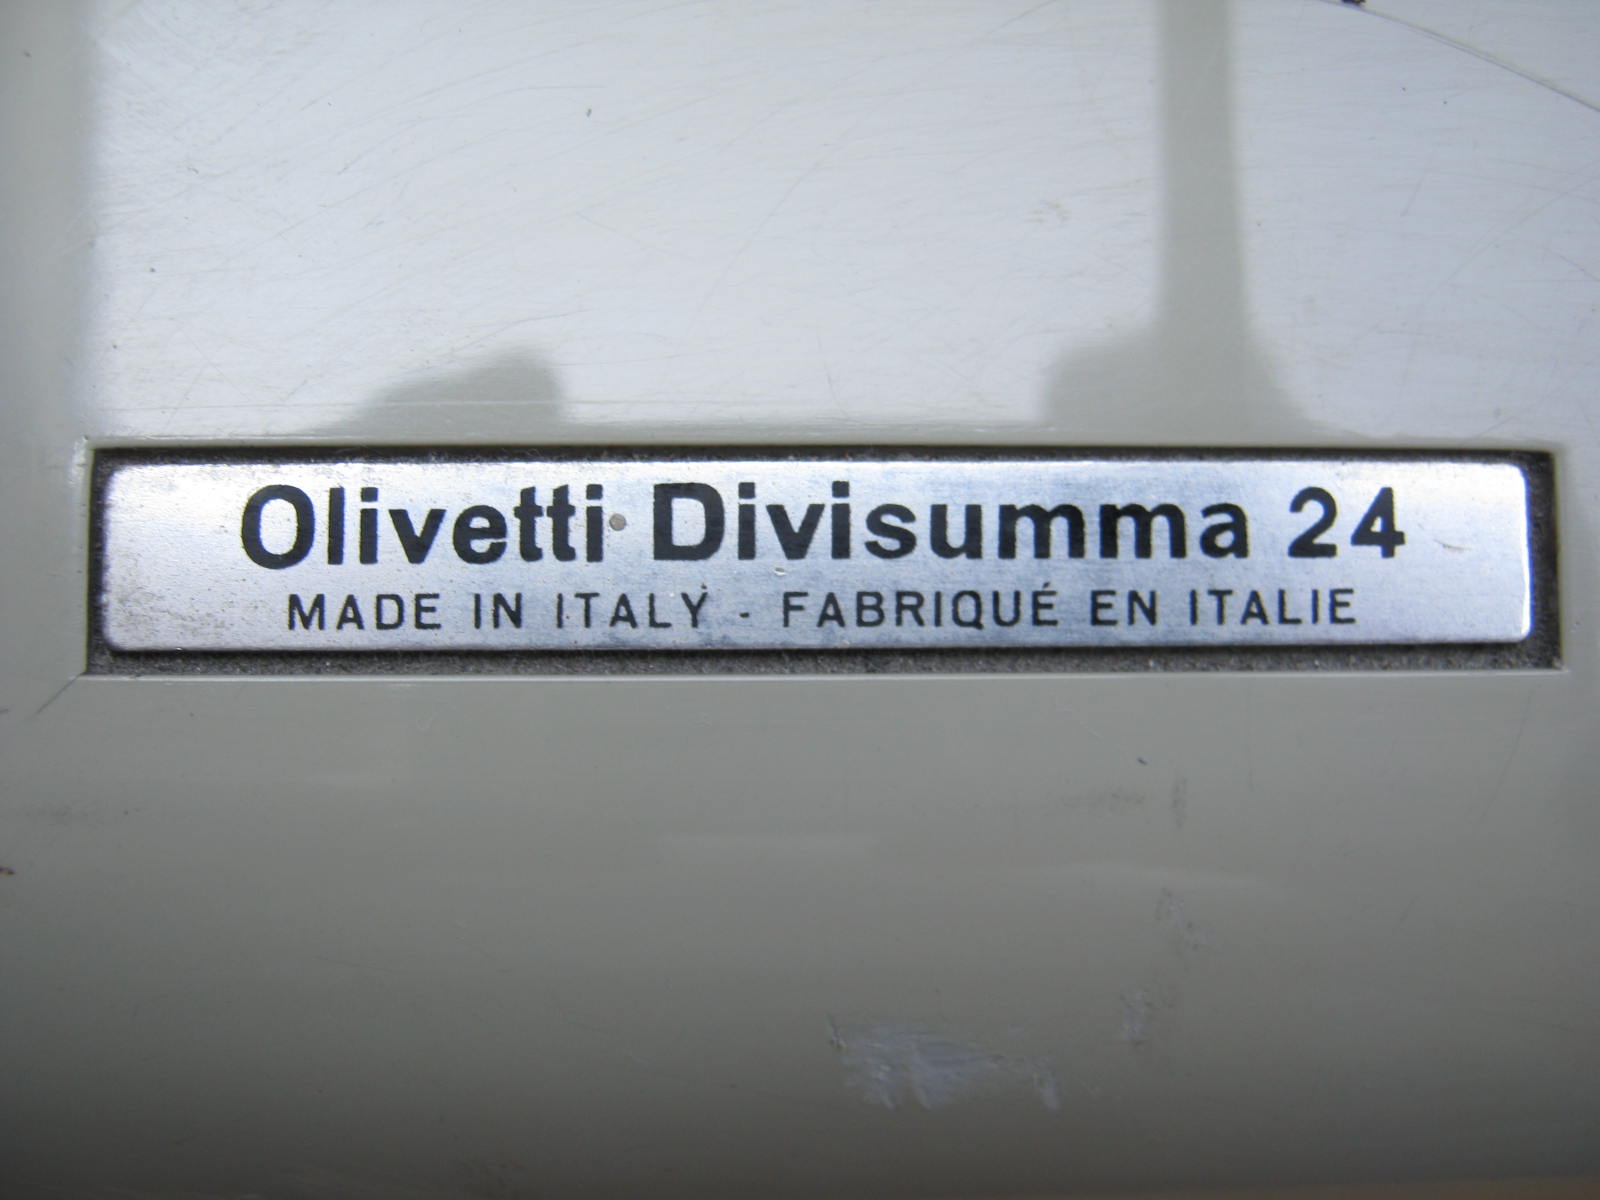 Olivetti Divisumma 24
MADE IN ITALY - FABRIQUÉ EN ITALIE